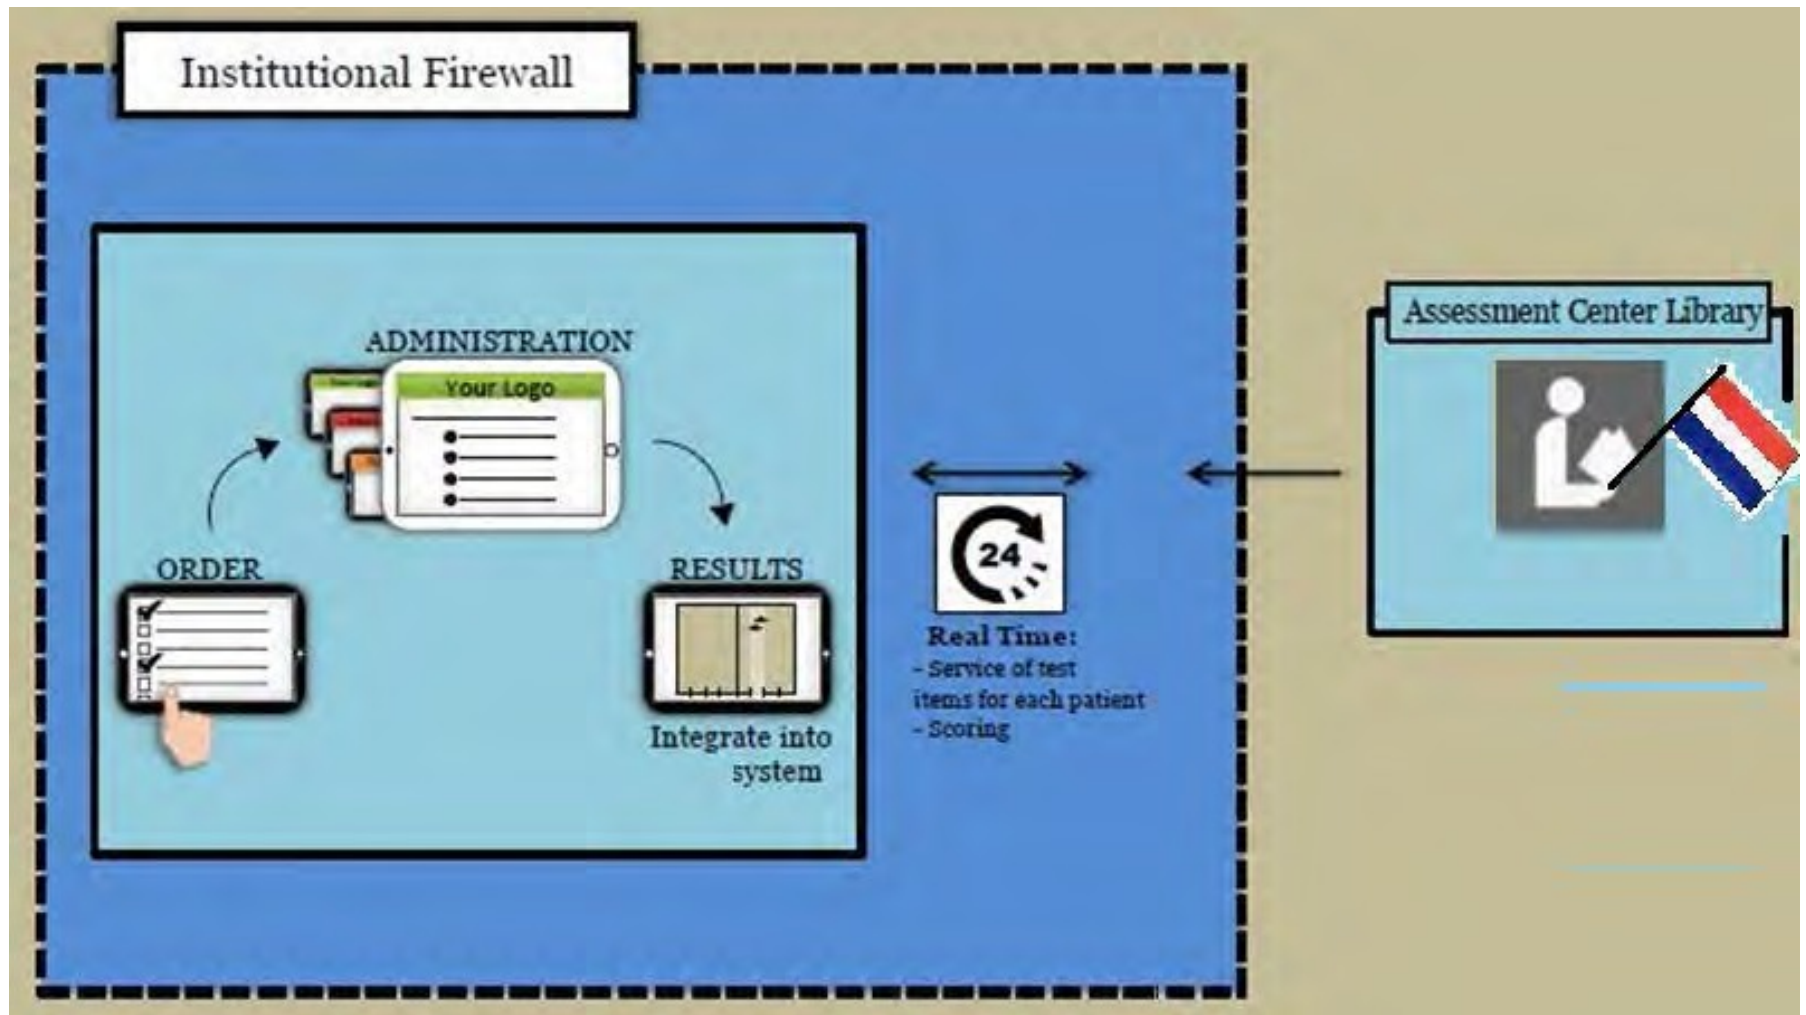 Institutional Firewall
ADMINISTRATION
Your Logo
ORDER
RESULTS
Integrate into
system
24
Real Time:
- Service of test
items for each patient
- Scoring
Assessment Center Library